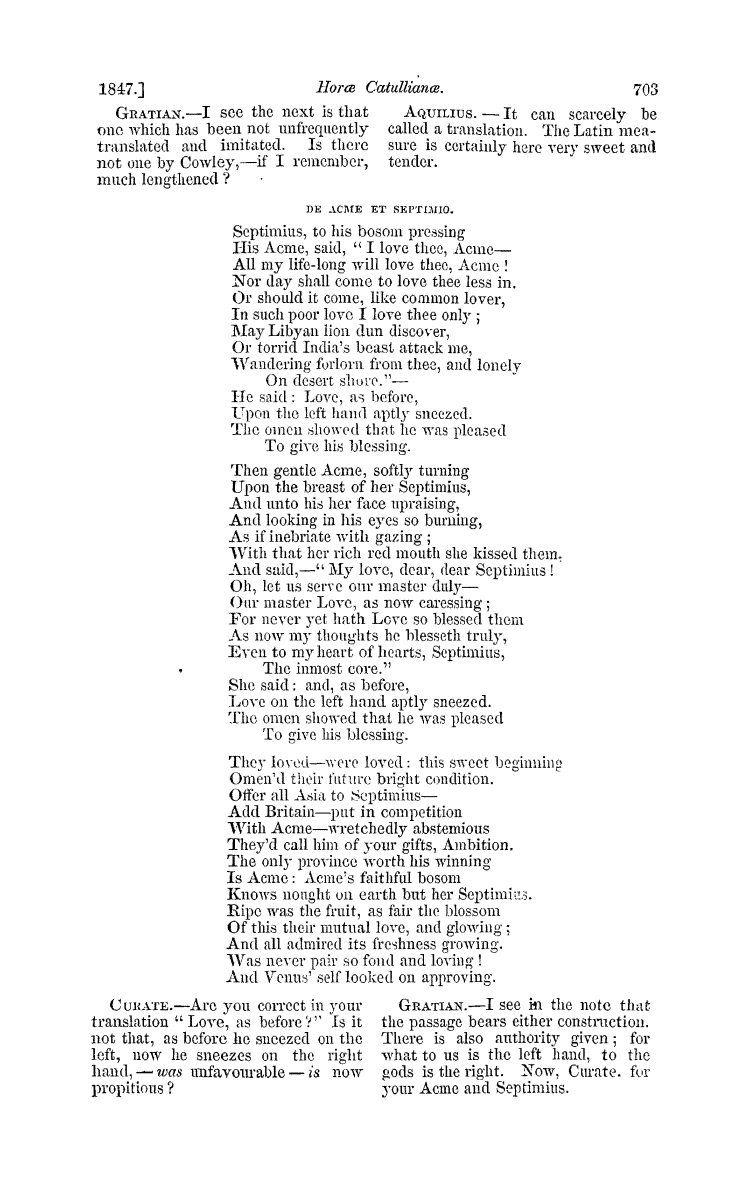 1847.] Horæ Catullianæ. 703
GRATIAN.—I see the next is that
one which has been not unfrequently
translated and imitated. Is there
not one by Cowley,—if I remember,
much lengthened?
AQUILIUS. — It can scarcely be
called a translation. The Latin mea-
sure is certainly here very sweet and
tender.
DE ACME ET SEPTIMIO.
Septimius, to his bosom pressing
His Acme, said, "I love thee, Acme—
All my life-long will love thee, Acme!
Nor day shall come to love thee less in.
Or should it come, like common lover,
In such poor love I love thee only;
May Libyan lion dun discover,
Or torrid India's beast attack me,
Wandering forlorn from thee, and lonely
On desert shore."—
He said: Love, as before,
Upon the left hand aptly sneezed.
The omen showed that he was pleased
To give his blessing.
Then gentle Acme, softly turning
Upon the breast of her Septimius,
And unto his her face upraising,
And looking in his eyes so burning,
As if inebriate with gazing;
With that her rich red mouth she kissed them.
And said,—"My love, dear, dear Septimius!
Oh, let us serve our master duly—
Our master Love, as now caressing;
For never yet hath Love so blessed them
As now my thoughts he blesseth truly,
Even to my heart of hearts, Septimius,
The inmost core."
She said: and, as before,
Love on the left hand aptly sneezed.
The omen showed that he was pleased
To give his blessing.
They loved—were loved: this sweet beginning
Omen'd their future bright condition.
Offer all Asia to Septimius—
Add Britain—put in competition
With Acme—wretchedly abstemious
They'd call him of your gifts, Ambition.
The only province worth his winning
Is Acme: Acme's faithful bosom
Knows nought on earth but her Septimius.
Ripe was the fruit, as fair the blossom
Of this their mutual love, and glowing;
And all admired its freshness growing.
Was never pair so fond and loving!
And Venus' self looked on approving.
CURATE.—Are you correct in your
translation "Love, as before?" Is it
not that, as before he sneezed on the
left, now he sneezes on the right
hand,—was unfavourable—is now
propitious?
GRATIAN.—I see in the note that
the passage bears either construction.
There is also authority given; for
what to us is the left hand, to the
gods is the right. Now, Curate. for
your Acme and Septimius.